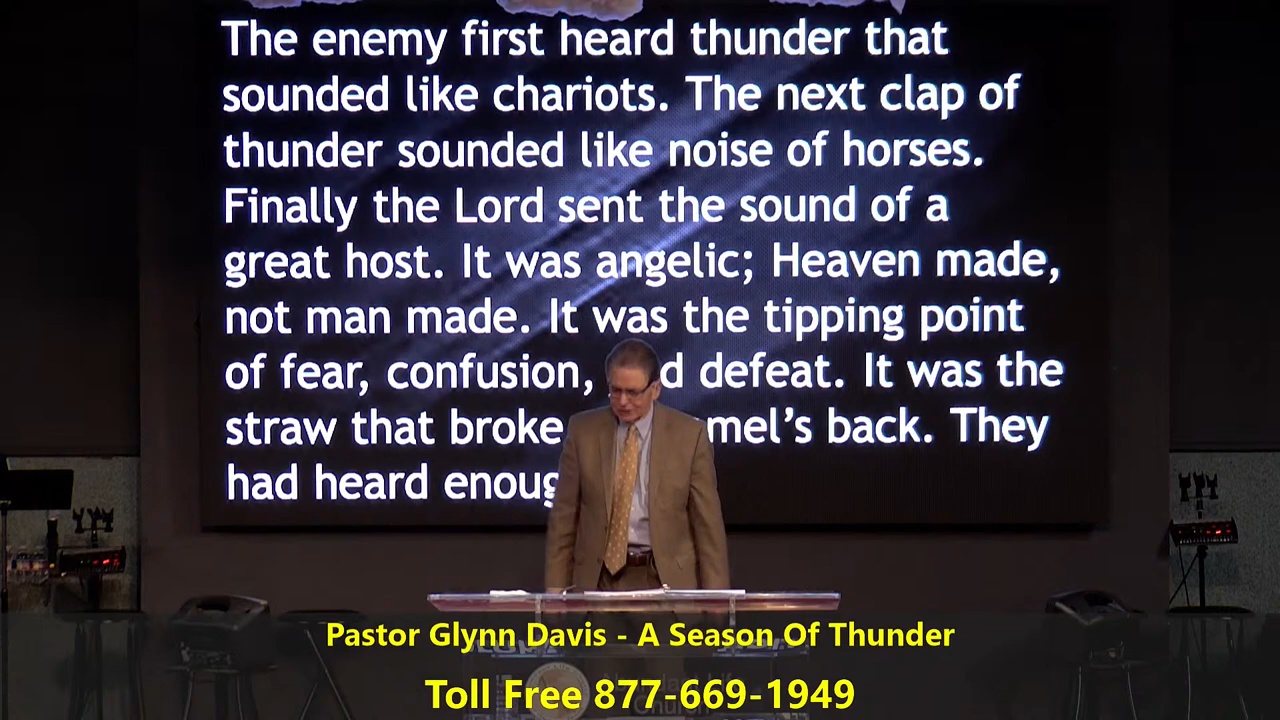 The enemy first heard thunder that
sounded like chariots. The next clap of
thunder sounded like noise of horses.
Finally the Lord sent the sound of a
great host. It was angelic; Heaven made,
not man made. It was the tipping point
of fear, confusion, d defeat. It was the
straw that broke mel's back. They
had heard enoug
Pastor Glynn Davis - A Season Of Thunder
Toll Free 877-669-1949
Church